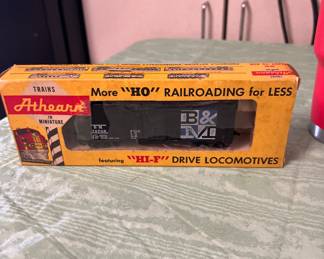 TRAINS
Athearn
IN
MINIATURE
More "HO" RAILROADING for LESS
B&
M
featuring "HI-F" DRIVE LOCOMOTIVES